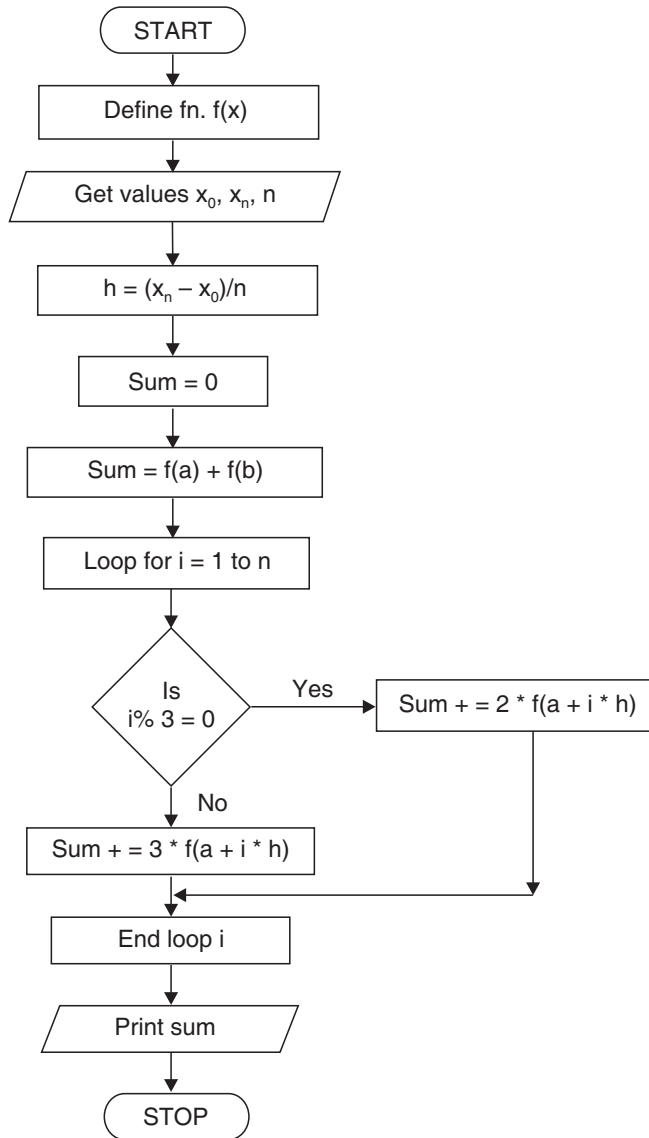 START
Define fn. f(x)
Get values x₀, xₙ, n
h = (xₙ – x₀)/n
Sum = 0
Sum = f(a) + f(b)
Loop for i = 1 to n
Is
i% 3 = 0
Yes
Sum + = 2 * f(a + i * h)
No
Sum + = 3 * f(a + i * h)
End loop i
Print sum
STOP